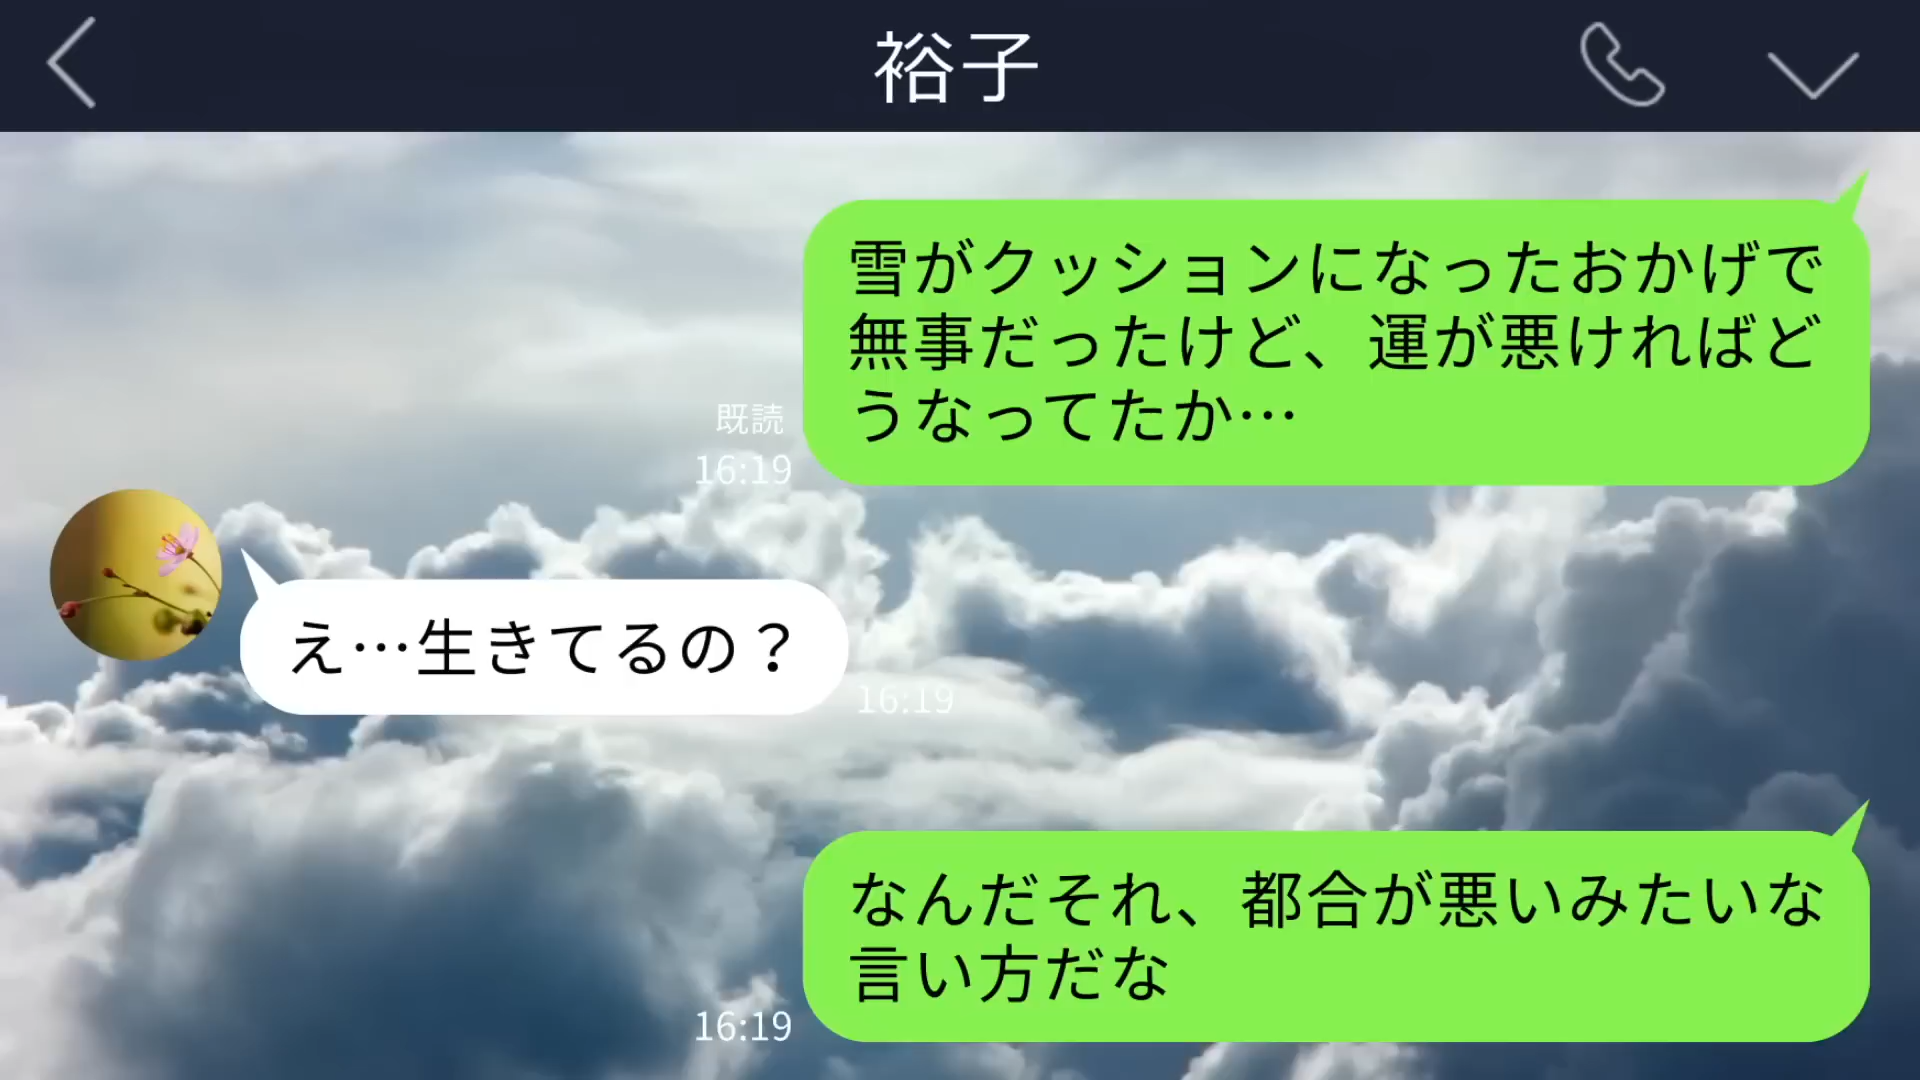 裕子
雪がクッションになったおかげで
無事だったけど、運が悪ければど
うなってたか…
既読
16:19
え…生きてるの？
16:19
なんだそれ、都合が悪いみたいな
言い方だな
16:19